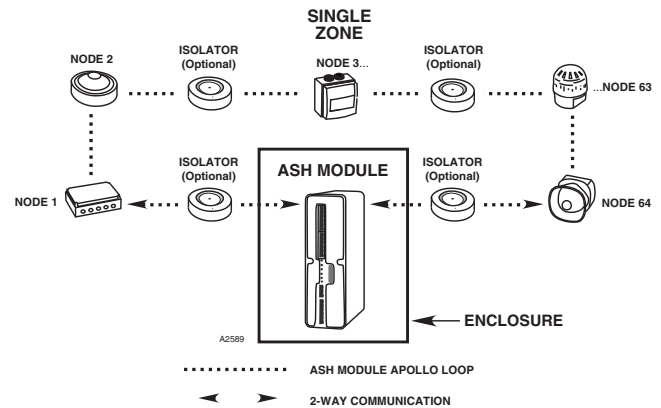 SINGLE
ZONE
NODE 2
ISOLATOR
(Optional)
NODE 3...
ISOLATOR
(Optional)
...NODE 63
NODE 1
ISOLATOR
(Optional)
ASH MODULE
ISOLATOR
(Optional)
NODE 64
A2589
ENCLOSURE
ASH MODULE APOLLO LOOP
2-WAY COMMUNICATION